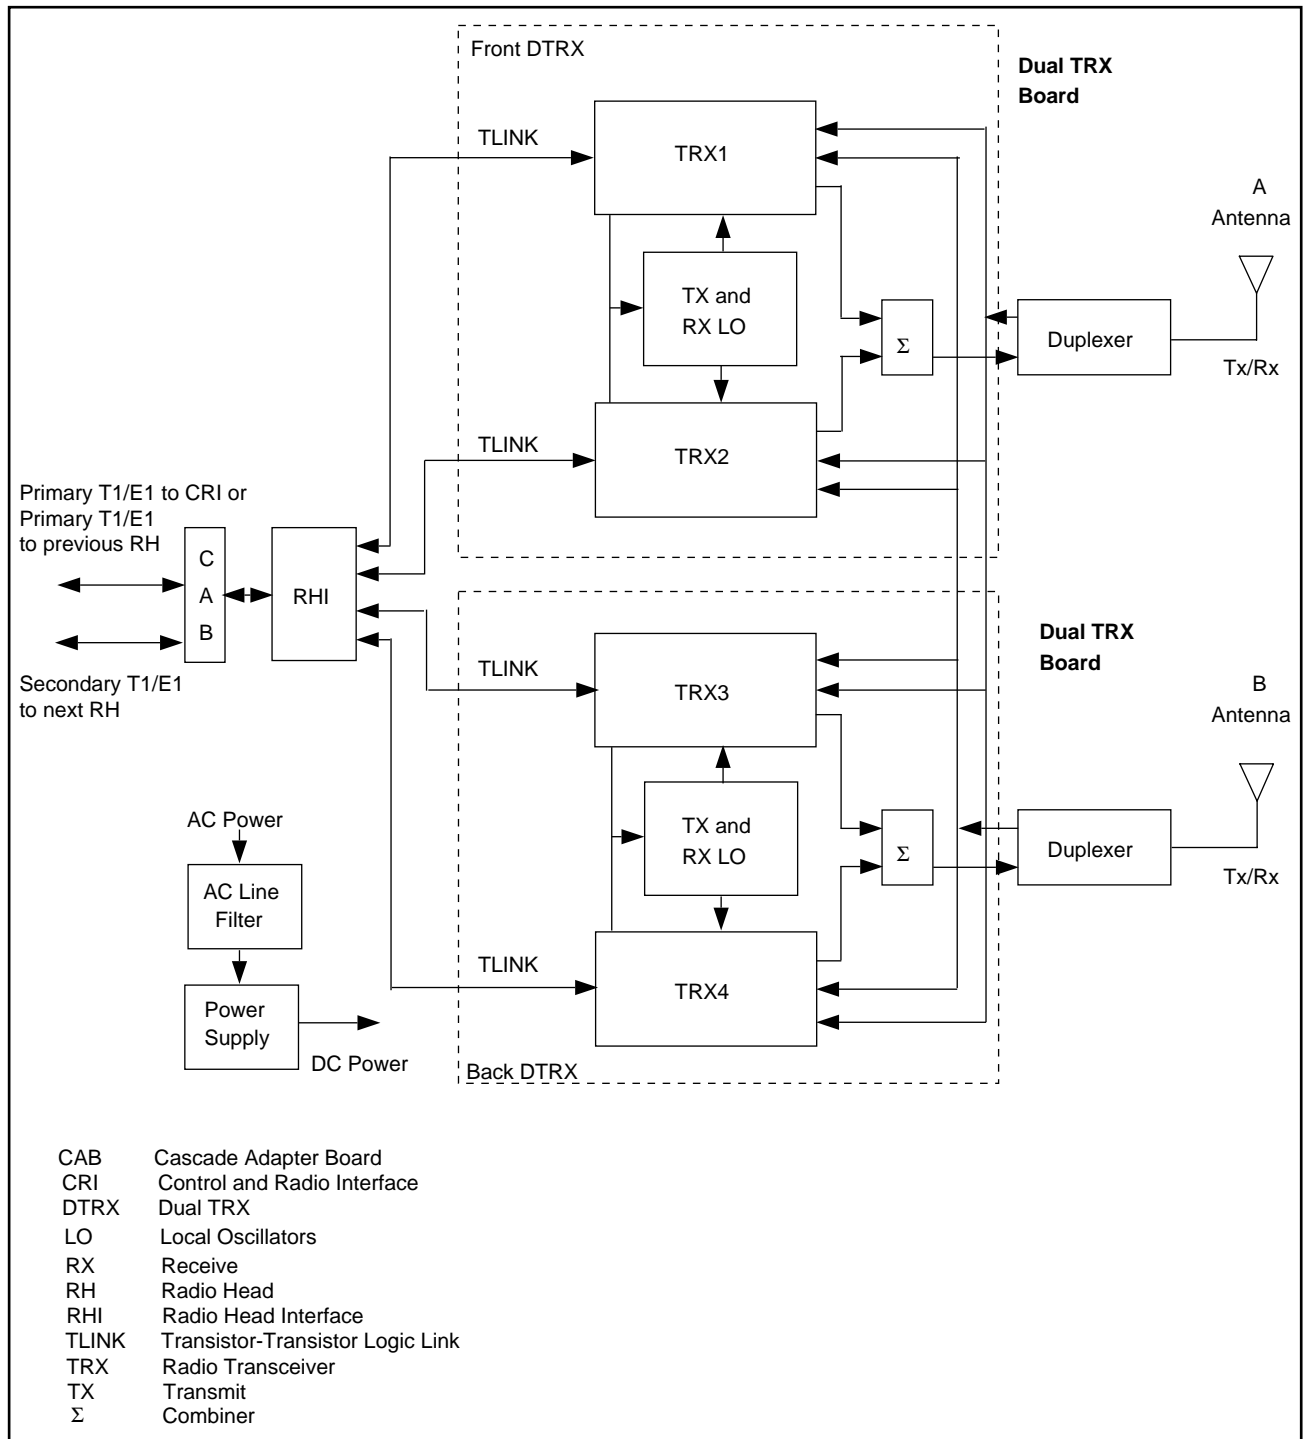 Front DTRX
Dual TRX
Board
TLINK
TRX1
A
Antenna
TX and
RX LO
Σ
Duplexer
Tx/Rx
TLINK
TRX2
Primary T1/E1 to CRI or
Primary T1/E1
to previous RH
C
A
B
RHI
Secondary T1/E1
to next RH
Dual TRX
Board
TLINK
TRX3
B
Antenna
TX and
RX LO
Σ
Duplexer
Tx/Rx
AC Power
AC Line
Filter
TLINK
TRX4
Power
Supply
DC Power
Back DTRX
CAB Cascade Adapter Board
CRI Control and Radio Interface
DTRX Dual TRX
LO Local Oscillators
RX Receive
RH Radio Head
RHI Radio Head Interface
TLINK Transistor-Transistor Logic Link
TRX Radio Transceiver
TX Transmit
Σ Combiner